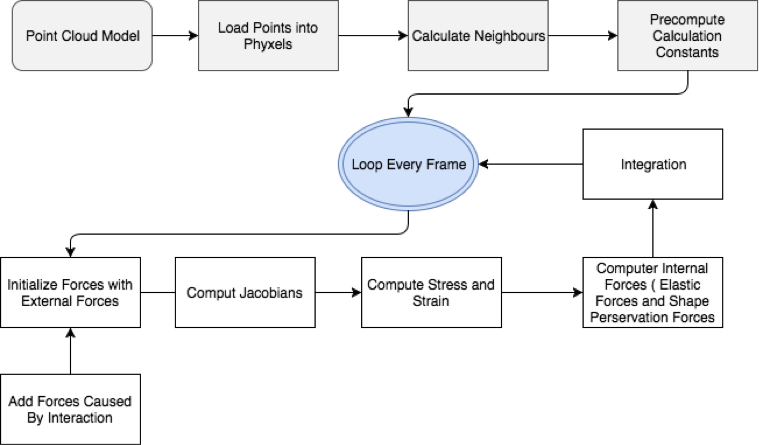 Point Cloud Model
Load Points into
Phyxels
Calculate Neighbours
Precompute
Calculation
Constants
Loop Every Frame
Integration
Initialize Forces with
External Forces
Comput Jacobians
Compute Stress and
Strain
Computer Internal
Forces ( Elastic
Forces and Shape
Perservation Forces
Add Forces Caused
By Interaction